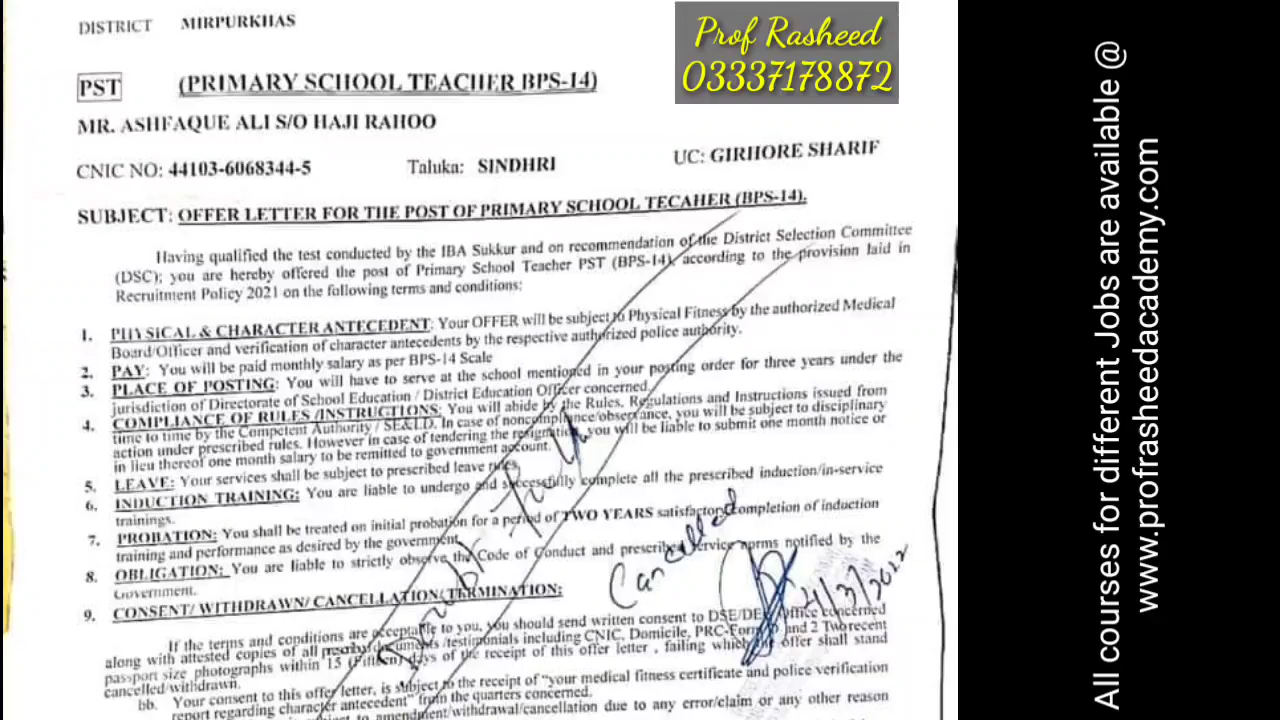 DISTRICT MIRPURKHAS
Prof Rasheed
03337178872
PST (PRIMARY SCHOOL TEACHER BPS-14)
MR. ASHFAQUE ALI S/O HAJI RAHOO
CNIC NO: 44103-6068344-5 Taluka: SINDHRI UC: GIRHORE SHARIF
SUBJECT: OFFER LETTER FOR THE POST OF PRIMARY SCHOOL TECAHER (BPS-14).
Having qualified the test conducted by the IBA Sukkur and on recommendation of the District Selection Committee
(DSC); you are hereby offered the post of Primary School Teacher PST (BPS-14), according to the provision laid in
Recruitment Policy 2021 on the following terms and conditions:
1. PHYSICAL & CHARACTER ANTECEDENT: Your OFFER will be subject to Physical Fitness by the authorized Medical
Board/Officer and verification of character antecedents by the respective authorized police authority.
2. PAY: You will be paid monthly salary as per BPS-14 Scale
3. PLACE OF POSTING: You will have to serve at the school mentioned in your posting order for three years under the
jurisdiction of Directorate of School Education / District Education Officer concerned.
4. COMPLIANCE OF RULES /INSTRUCTIONS: You will abide by the Rules, Regulations and Instructions issued from
time to time by the Competent Authority / SE&LD. In case of noncompliance/observance, you will be subject to disciplinary
action under prescribed rules. However in case of tendering the resignation, you will be liable to submit one month notice or
in lieu thereof one month salary to be remitted to government account.
5. LEAVE: Your services shall be subject to prescribed leave rules.
6. INDUCTION TRAINING: You are liable to undergo and successfully complete all the prescribed induction/in-service
trainings.
7. PROBATION: You shall be treated on initial probation for a period of TWO YEARS satisfactory completion of induction
training and performance as desired by the government.
8. OBLIGATION: You are liable to strictly observe the Code of Conduct and prescribed service norms notified by the
Government.
Cancelled
9. CONSENT/ WITHDRAWN/ CANCELLATION/TERMINATION:
If the terms and conditions are acceptable to you, you should send written consent to DSE/DEO Office concerned
along with attested copies of all documents /testimonials including CNIC, Domicile, PRC-Form and 2 Two recent
passport size photographs within 15 (Fifteen) days of the receipt of this offer letter , failing which the offer shall stand
cancelled/withdrawn.
bb. Your consent to this offer letter, is subject to the receipt of "your medical fitness certificate and police verification
report regarding character antecedent" from the quarters concerned.
to amendment/withdrawal/cancellation due to any error/claim or any other reason
All courses for different Jobs are available @
www.profrasheedacademy.com